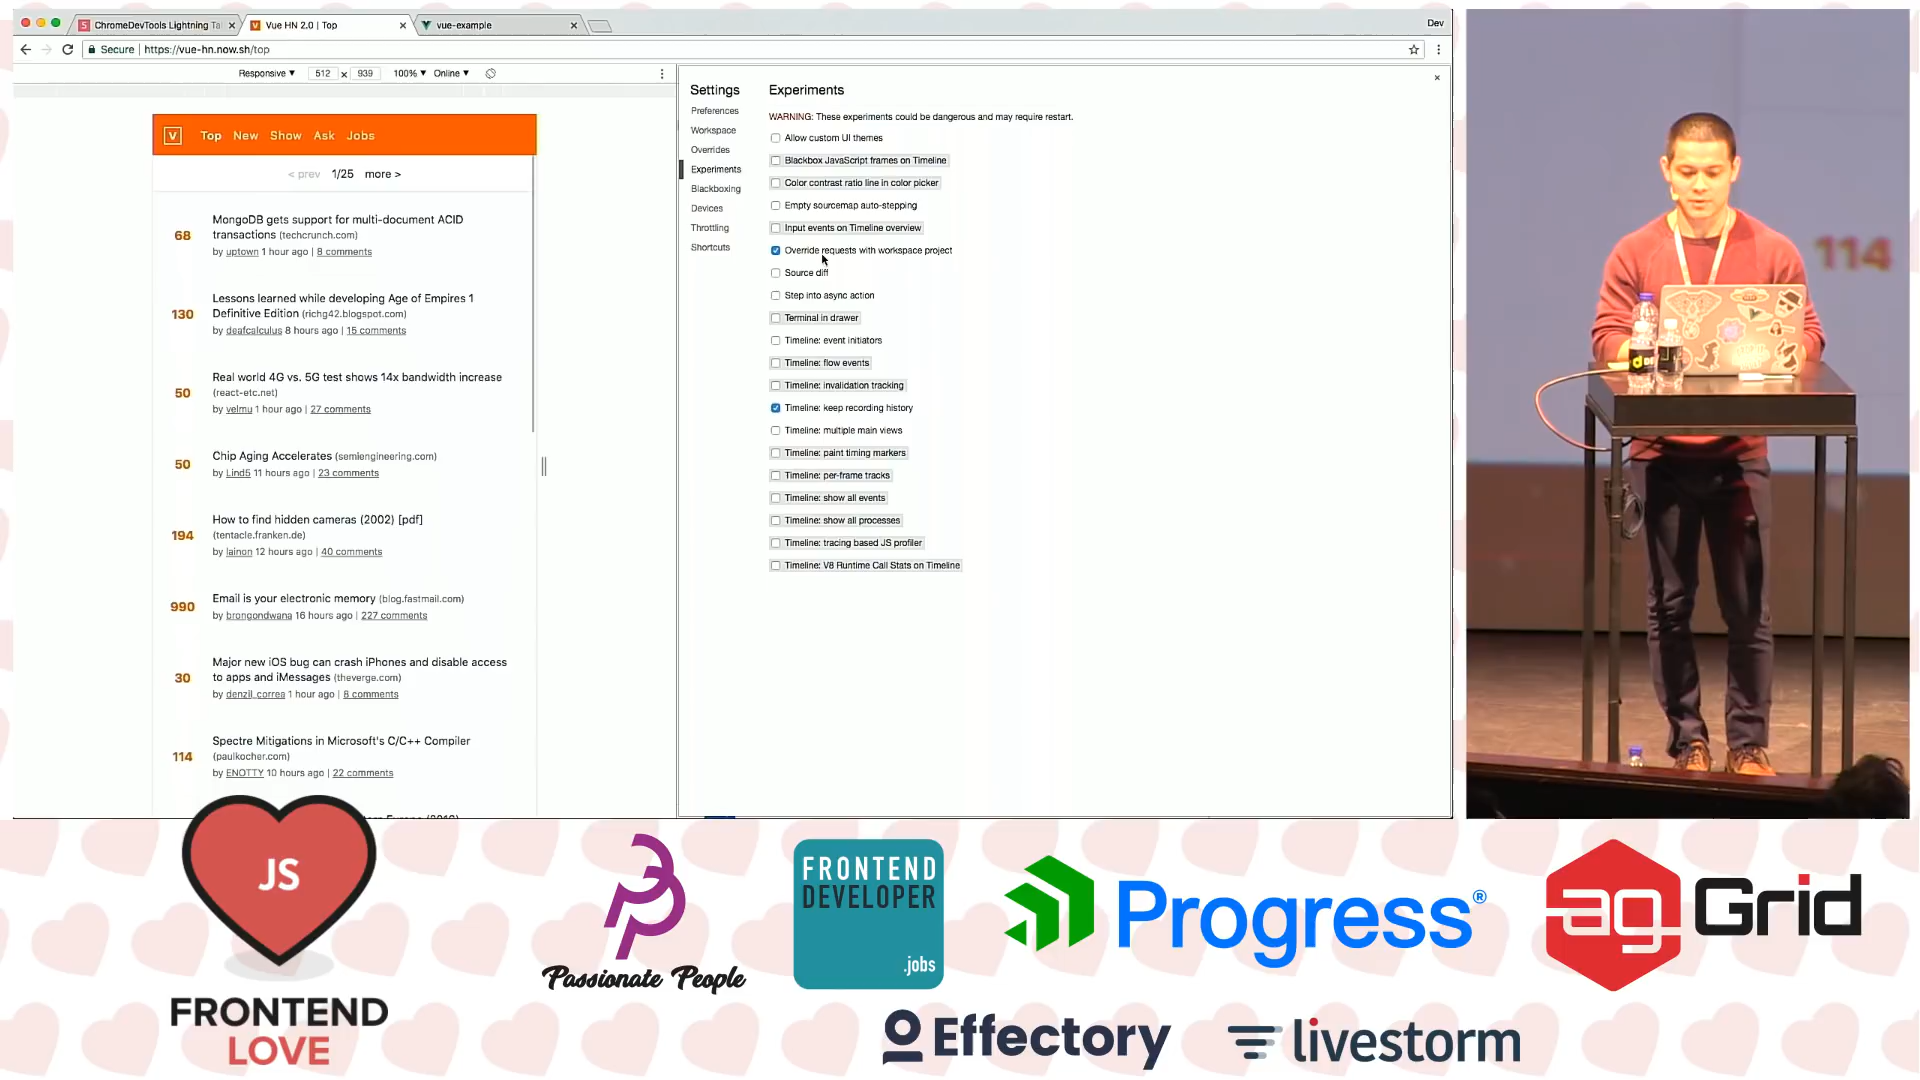 ChromeDevTools Lightning Ta
Vue HN 2.0 | Top
vue-example
Dev
Secure
https://vue-hn.now.sh/top
Responsive
512 x 939
100%
Online
V
Top New Show Ask Jobs
< prev 1/25 more >
68
MongoDB gets support for multi-document ACID
transactions (techcrunch.com)
by uptown 1 hour ago | 8 comments
130
Lessons learned while developing Age of Empires 1
Definitive Edition (richg42.blogspot.com)
by deafcalculus 8 hours ago | 15 comments
50
Real world 4G vs. 5G test shows 14x bandwidth increase
(react-etc.net)
by velmu 1 hour ago | 27 comments
50
Chip Aging Accelerates (semiengineering.com)
by Lind5 11 hours ago | 23 comments
194
How to find hidden cameras (2002) [pdf]
(tentacle.franken.de)
by lainon 12 hours ago | 40 comments
990
Email is your electronic memory (blog.fastmail.com)
by brongondwana 16 hours ago | 227 comments
30
Major new iOS bug can crash iPhones and disable access
to apps and iMessages (theverge.com)
by denzil_correa 1 hour ago | 8 comments
114
Spectre Mitigations in Microsoft's C/C++ Compiler
(paulkocher.com)
by ENOTTY 10 hours ago | 22 comments
Settings
Preferences
Workspace
Overrides
Experiments
Blackboxing
Devices
Throttling
Shortcuts
Experiments
WARNING: These experiments could be dangerous and may require restart.
Allow custom UI themes
Blackbox JavaScript frames on Timeline
Color contrast ratio line in color picker
Empty sourcemap auto-stepping
Input events on Timeline overview
Override requests with workspace project
Source diff
Step into async action
Terminal in drawer
Timeline: event initiators
Timeline: flow events
Timeline: invalidation tracking
Timeline: keep recording history
Timeline: multiple main views
Timeline: paint timing markers
Timeline: per-frame tracks
Timeline: show all events
Timeline: show all processes
Timeline: tracing based JS profiler
Timeline: V8 Runtime Call Stats on Timeline
114
JS
FRONTEND
LOVE
Passionate People
FRONTEND
DEVELOPER
.jobs
Progress®
ag Grid
Effectory
livestorm